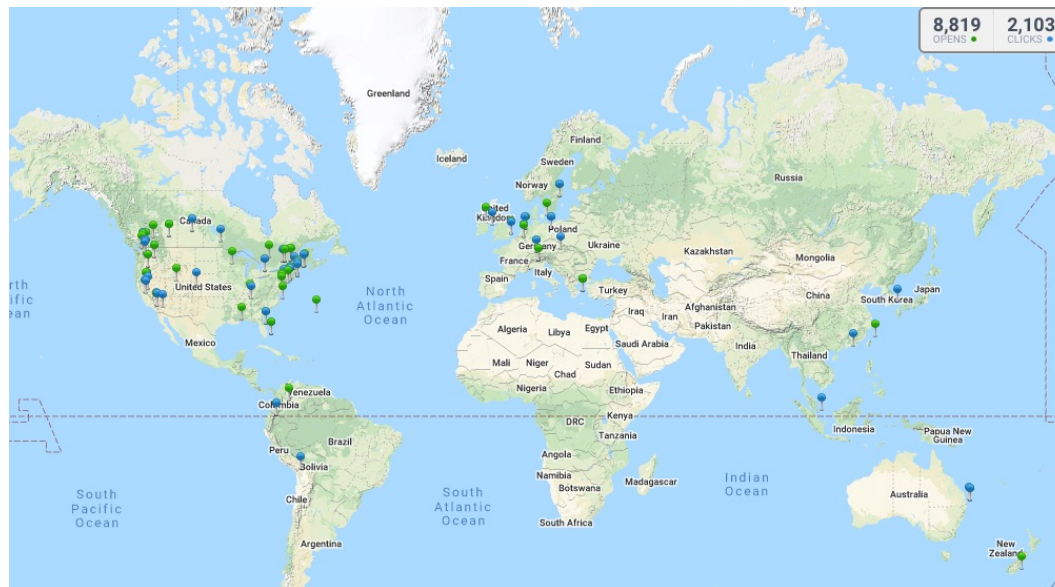 8,819
OPENS
2,103
CLICKS
Greenland
Iceland
Finland
Sweden
Norway
Russia
United
Kingdom
Canada
Poland
Germany
Ukraine
France
Kazakhstan
Mongolia
Italy
Spain
Turkey
United States
North
Atlantic
Ocean
China
South Korea
Japan
Afghanistan
Iraq
Iran
Pakistan
Algeria
Libya
Egypt
Saudi Arabia
Mexico
India
Thailand
Mali
Niger
Chad
Sudan
Nigeria
Ethiopia
Venezuela
Colombia
Kenya
DRC
Tanzania
Indonesia
Papua New
Guinea
Brazil
Peru
Bolivia
Angola
Namibia
Botswana
Madagascar
Indian
Ocean
South
Pacific
Ocean
South
Atlantic
Ocean
Australia
Chile
South Africa
Argentina
New
Zealand